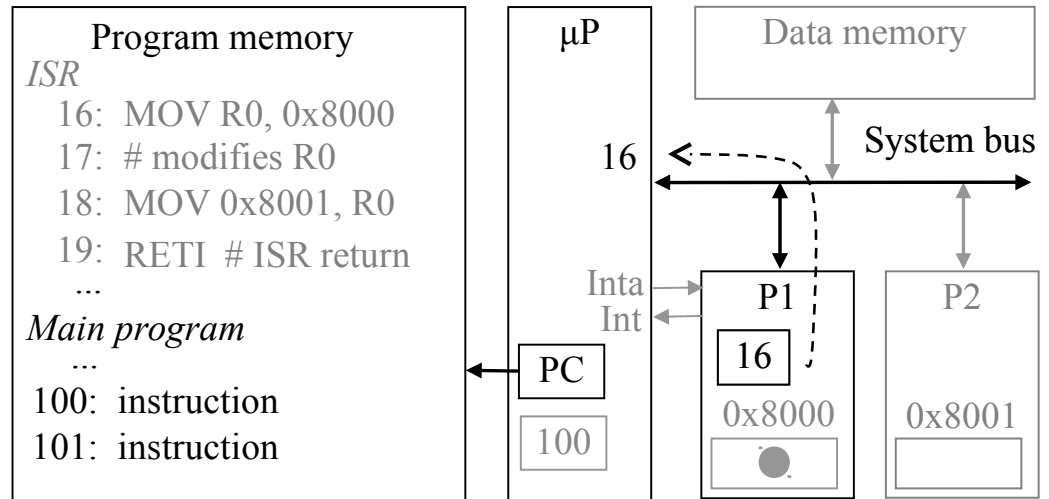 Program memory
ISR
16: MOV R0, 0x8000
17: # modifies R0
18: MOV 0x8001, R0
19: RETI # ISR return
...
Main program
...
100: instruction
101: instruction
μP
16
Inta
Int
PC
100
Data memory
System bus
P1
16
0x8000
P2
0x8001